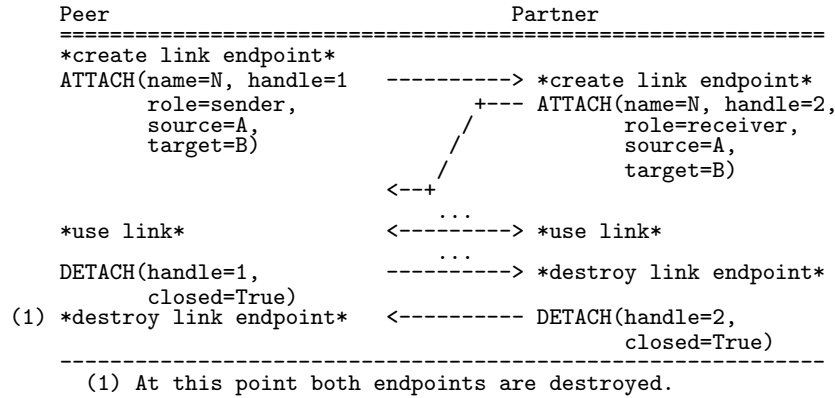 Peer                                Partner
=============================================================
*create link endpoint*
ATTACH(name=N, handle=1   ----------> *create link endpoint*
       role=sender,              +--- ATTACH(name=N, handle=2,
       source=A,                /            role=receiver,
       target=B)               /             source=A,
                              /              target=B)
                          <--+
                              ...
*use link*                <---------> *use link*
                              ...
DETACH(handle=1,          ----------> *destroy link endpoint*
       closed=True)
(1) *destroy link endpoint*   <---------- DETACH(handle=2,
                                             closed=True)
-------------------------------------------------------------
(1) At this point both endpoints are destroyed.